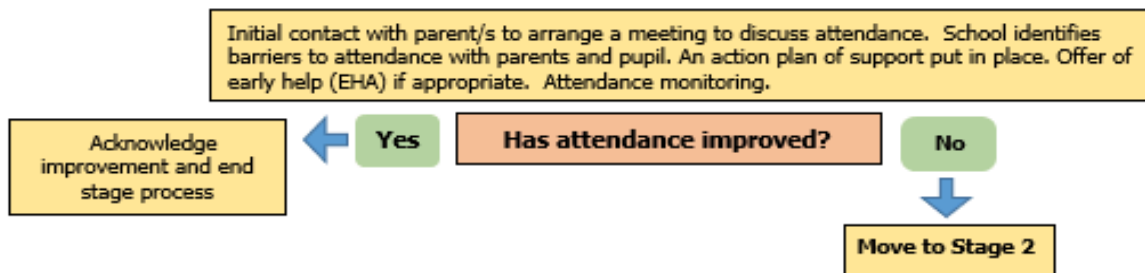 Initial contact with parent/s to arrange a meeting to discuss attendance.  School identifies
barriers to attendance with parents and pupil. An action plan of support put in place. Offer of
early help (EHA) if appropriate.  Attendance monitoring.
Yes
Has attendance improved?
No
Acknowledge
improvement and end
stage process
Move to Stage 2